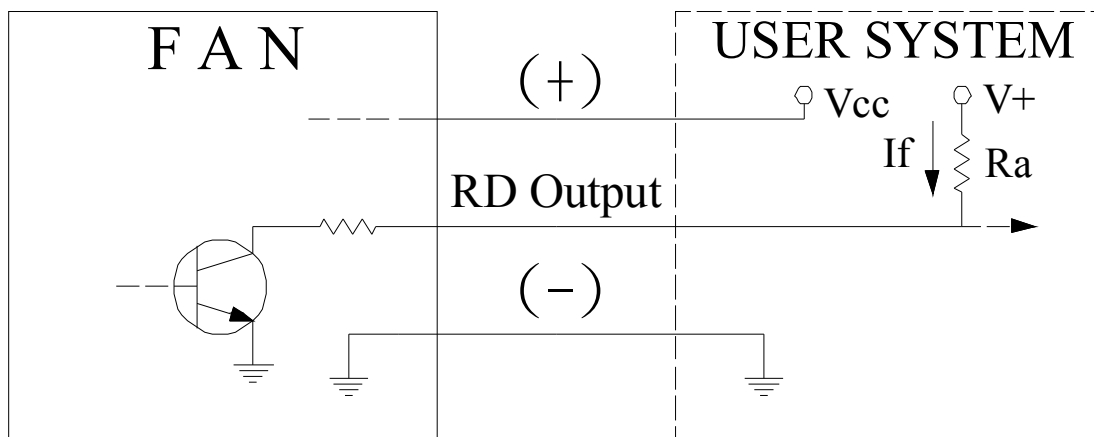 F A N
USER SYSTEM
(+)
Vcc
V+
If
Ra
RD Output
(−)